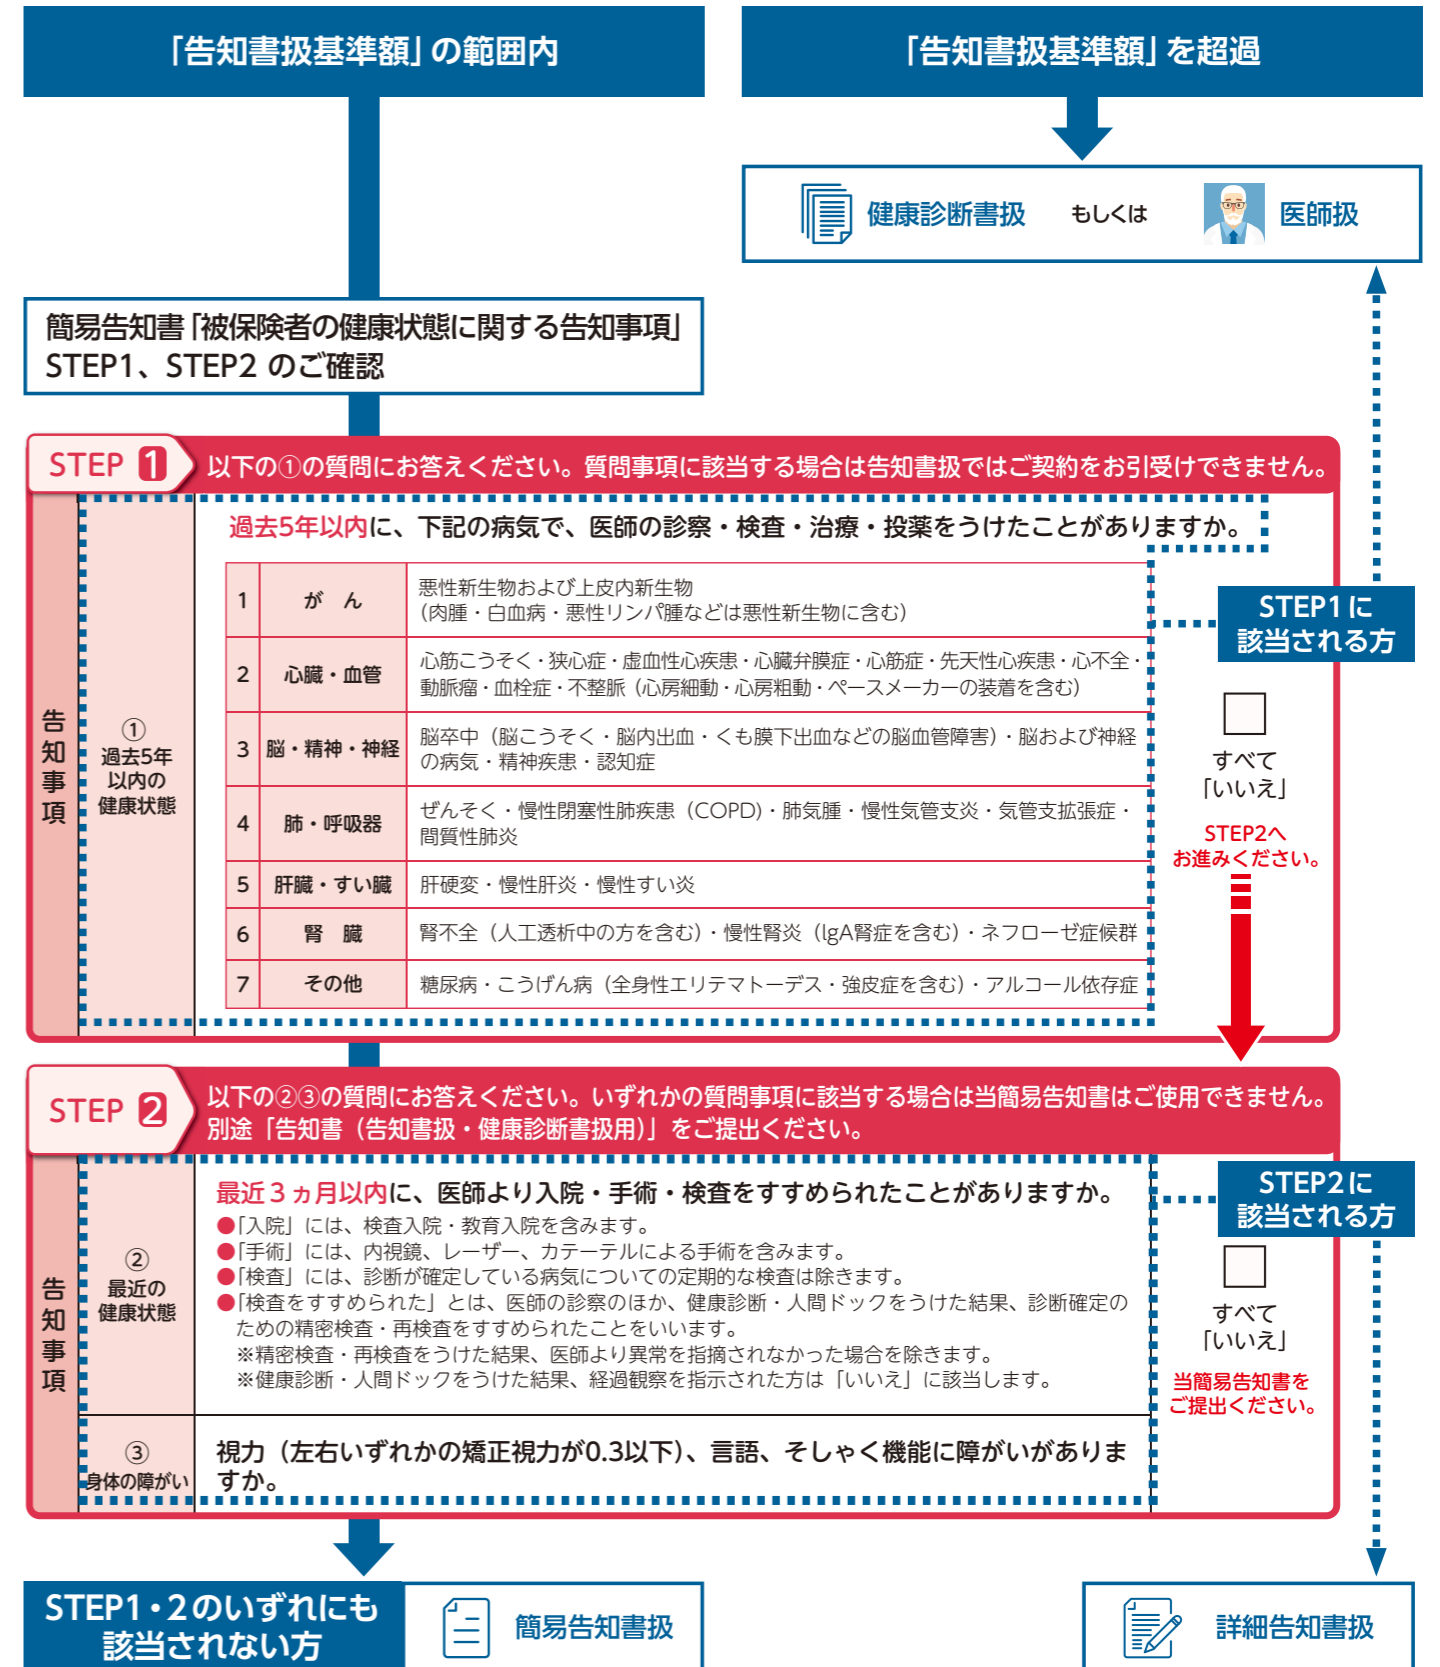 「告知書扱基準額」の範囲内
「告知書扱基準額」を超過
健康診断書扱 もしくは 医師扱
簡易告知書「被保険者の健康状態に関する告知事項」
STEP1、STEP2 のご確認
STEP 1
以下の①の質問にお答えください。質問事項に該当する場合は告知書扱ではご契約をお引受けできません。
告知事項
①
過去5年
以内の
健康状態
過去5年以内に、下記の病気で、医師の診察・検査・治療・投薬をうけたことがありますか。
1 がん 悪性新生物および上皮内新生物
（肉腫・白血病・悪性リンパ腫などは悪性新生物に含む）
2 心臓・血管 心筋こうそく・狭心症・虚血性心疾患・心臓弁膜症・心筋症・先天性心疾患・心不全・
動脈瘤・血栓症・不整脈（心房細動・心房粗動・ペースメーカーの装着を含む）
3 脳・精神・神経 脳卒中（脳こうそく・脳内出血・くも膜下出血などの脳血管障害）・脳および神経
の病気・精神疾患・認知症
4 肺・呼吸器 ぜんそく・慢性閉塞性肺疾患（COPD）・肺気腫・慢性気管支炎・気管支拡張症・
間質性肺炎
5 肝臓・すい臓 肝硬変・慢性肝炎・慢性すい炎
6 腎臓 腎不全（人工透析中の方を含む）・慢性腎炎（IgA腎症を含む）・ネフローゼ症候群
7 その他 糖尿病・こうげん病（全身性エリテマトーデス・強皮症を含む）・アルコール依存症
STEP1に
該当される方
すべて
「いいえ」
STEP2へ
お進みください。
STEP 2
以下の②③の質問にお答えください。いずれかの質問事項に該当する場合は当簡易告知書はご使用できません。
別途「告知書（告知書扱・健康診断書扱用）」をご提出ください。
告知事項
②
最近の
健康状態
最近３ヵ月以内に、医師より入院・手術・検査をすすめられたことがありますか。
●「入院」には、検査入院・教育入院を含みます。
●「手術」には、内視鏡、レーザー、カテーテルによる手術を含みます。
●「検査」には、診断が確定している病気についての定期的な検査は除きます。
●「検査をすすめられた」とは、医師の診察のほか、健康診断・人間ドックをうけた結果、診断確定の
ための精密検査・再検査をすすめられたことをいいます。
※精密検査・再検査をうけた結果、医師より異常を指摘されなかった場合を除きます。
※健康診断・人間ドックをうけた結果、経過観察を指示された方は「いいえ」に該当します。
③
身体の障がい
視力（左右いずれかの矯正視力が0.3以下）、言語、そしゃく機能に障がいがありま
すか。
STEP2に
該当される方
すべて
「いいえ」
当簡易告知書を
ご提出ください。
STEP1・2のいずれにも
該当されない方
簡易告知書扱
詳細告知書扱